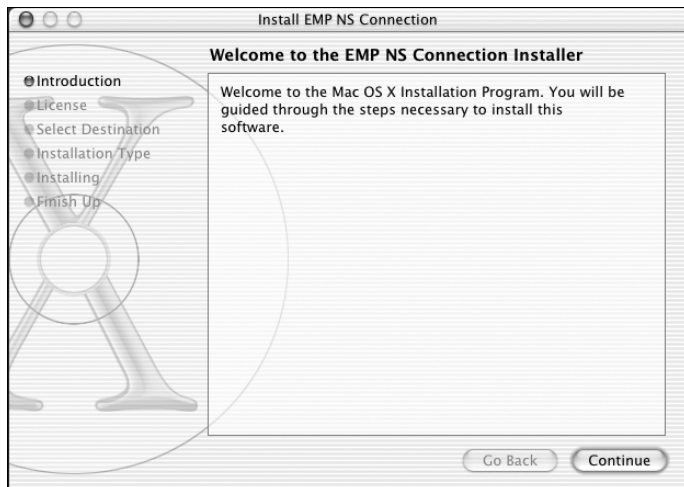 Install EMP NS Connection
Welcome to the EMP NS Connection Installer
Introduction
License
Select Destination
Installation Type
Installing
Finish Up
Welcome to the Mac OS X Installation Program. You will be
guided through the steps necessary to install this
software.
Go Back
Continue